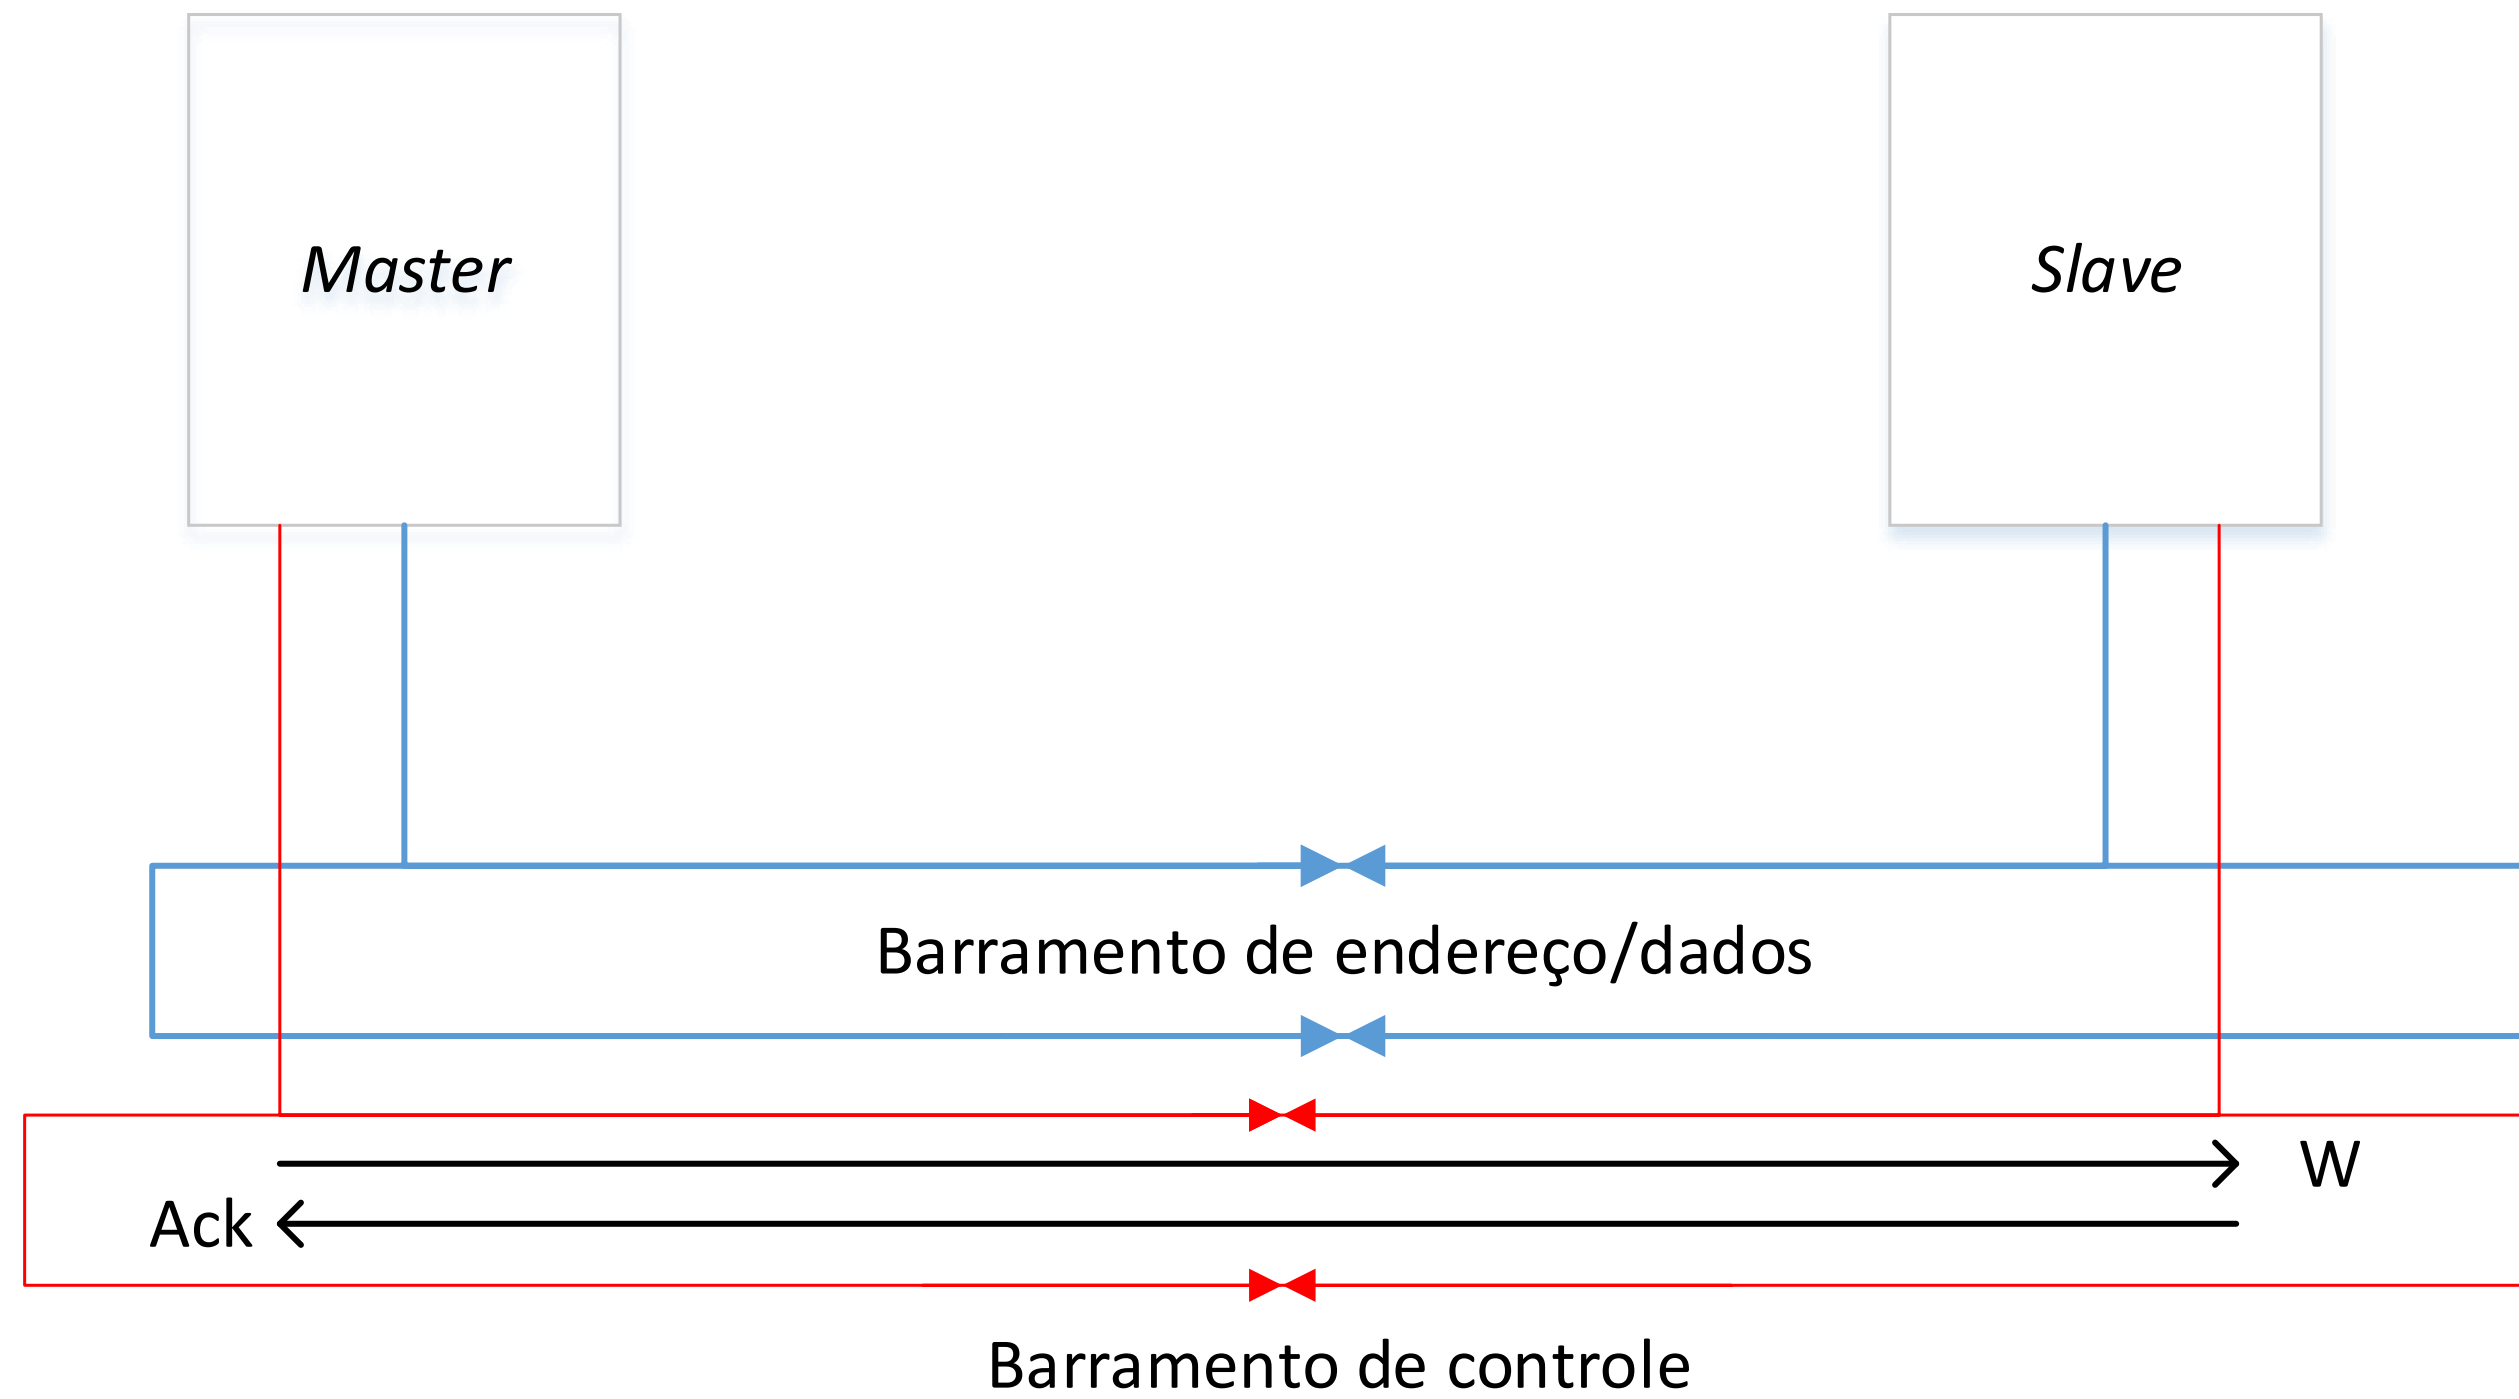 Master
Slave
Barramento de endereço/dados
W
Ack
Barramento de controle